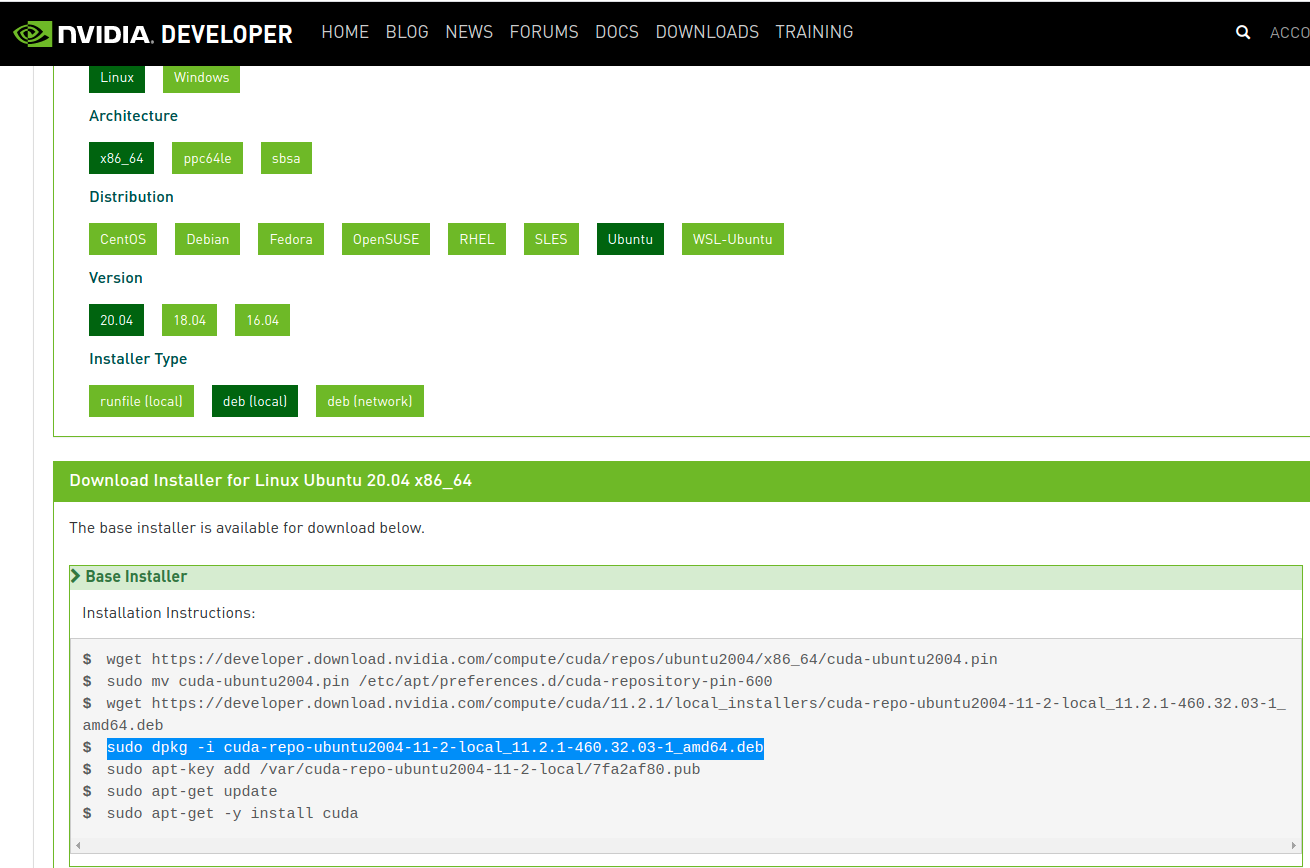 NVIDIA. DEVELOPER HOME BLOG NEWS FORUMS DOCS DOWNLOADS TRAINING ACCO
Linux Windows
Architecture
x86_64 ppc64le sbsa
Distribution
CentOS Debian Fedora OpenSUSE RHEL SLES Ubuntu WSL-Ubuntu
Version
20.04 18.04 16.04
Installer Type
runfile (local) deb (local) deb (network)
Download Installer for Linux Ubuntu 20.04 x86_64
The base installer is available for download below.
Base Installer
Installation Instructions:
$ wget https://developer.download.nvidia.com/compute/cuda/repos/ubuntu2004/x86_64/cuda-ubuntu2004.pin
$ sudo mv cuda-ubuntu2004.pin /etc/apt/preferences.d/cuda-repository-pin-600
$ wget https://developer.download.nvidia.com/compute/cuda/11.2.1/local_installers/cuda-repo-ubuntu2004-11-2-local_11.2.1-460.32.03-1_
amd64.deb
$ sudo dpkg -i cuda-repo-ubuntu2004-11-2-local_11.2.1-460.32.03-1_amd64.deb
$ sudo apt-key add /var/cuda-repo-ubuntu2004-11-2-local/7fa2af80.pub
$ sudo apt-get update
$ sudo apt-get -y install cuda